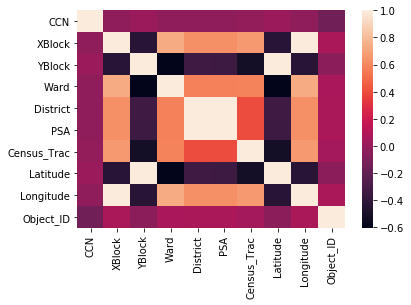 CCN
XBlock
YBlock
Ward
District
PSA
Census_Trac
Latitude
Longitude
Object_ID
CCN
XBlock
YBlock
Ward
District
PSA
Census_Trac
Latitude
Longitude
Object_ID
1.0
0.8
0.6
0.4
0.2
0.0
−0.2
−0.4
−0.6